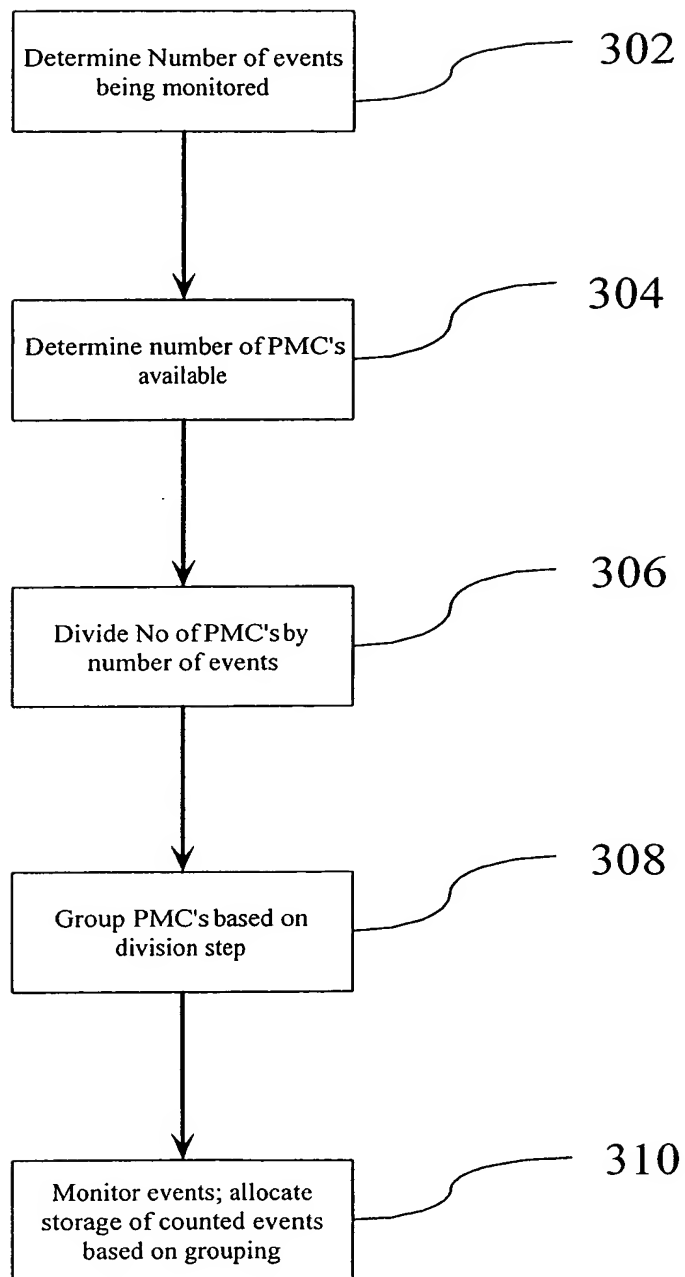 Determine Number of events
being monitored
302
Determine number of PMC's
available
304
Divide No of PMC's by
number of events
306
Group PMC's based on
division step
308
Monitor events; allocate
storage of counted events
based on grouping
310